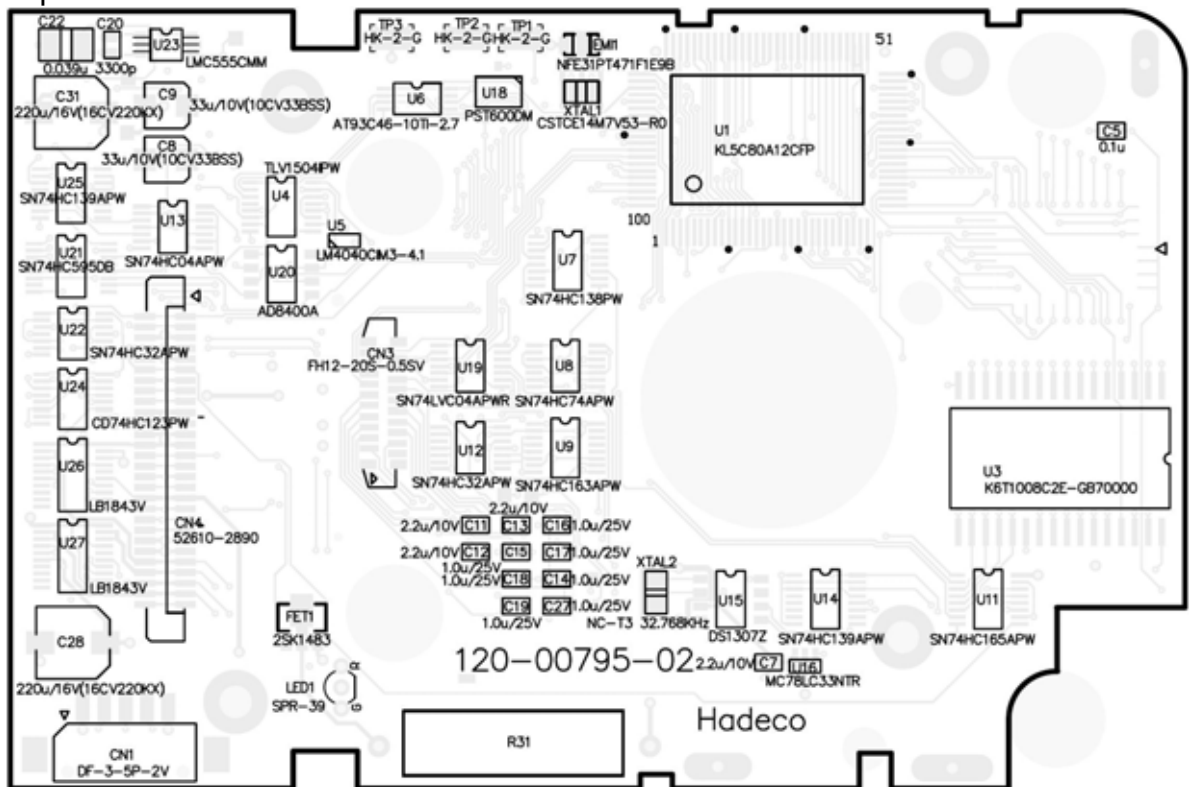 C22
C20
U23
LMC555CMM
0.039u
3300p
TP3
HK-2-G
TP2
HK-2-G
TP1
HK-2-G
EMI1
NFE31PT471F1E9B
51
C31
220u/16V(16CV220KX)
C9
33u/10V(10CV33BSS)
U6
AT93C46-10TI-2.7
U18
PST600DM
XTAL1
CSTCE14M7V53-R0
U1
KL5C80A12CFP
C5
0.1u
C8
33u/10V(10CV33BSS)
U25
SN74HC139APW
TLV1504IPW
U4
U13
SN74HC04APW
U5
LM4040CIM3-4.1
100
1
U21
SN74HC595DB
U20
AD8400A
U7
SN74HC138PW
U22
SN74HC32APW
CN3
FH12-20S-0.5SV
U19
SN74LVC04APWR
U8
SN74HC74APW
U24
CD74HC123PW
U12
SN74HC32APW
U9
SN74HC163APW
U3
K6T1008C2E-GB70000
U26
LB1843V
CN4
52610-2890
2.2u/10V
2.2u/10V C11 C13 C16 1.0u/25V
2.2u/10V C12 C15 C17 1.0u/25V
1.0u/25V
1.0u/25V C18 C14 1.0u/25V
C19 C27 1.0u/25V
1.0u/25V
U27
LB1843V
XTAL2
NC-T3 32.768KHz
U15
DS1307Z
U14
SN74HC139APW
U11
SN74HC165APW
FET1
2SK1483
C28
220u/16V(16CV220KX)
120-00795-02
2.2u/10V C7
U16
MC78LC33NTR
LED1
SPR-39
R
G
Hadeco
CN1
DF-3-5P-2V
R31